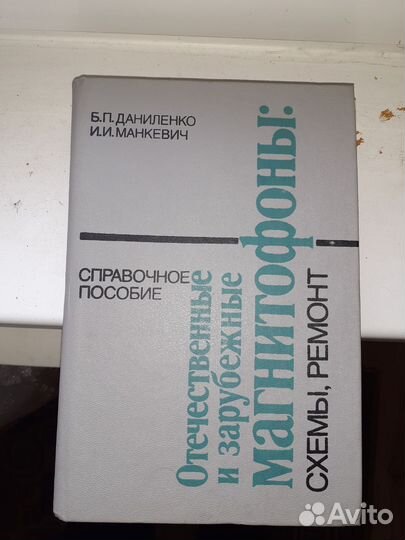 Б.П.ДАНИЛЕНКО
И.И.МАНКЕВИЧ
СПРАВОЧНОЕ
ПОСОБИЕ
Отечественные
и зарубежные
магнитофоны:
СХЕМЫ, РЕМОНТ
Avito